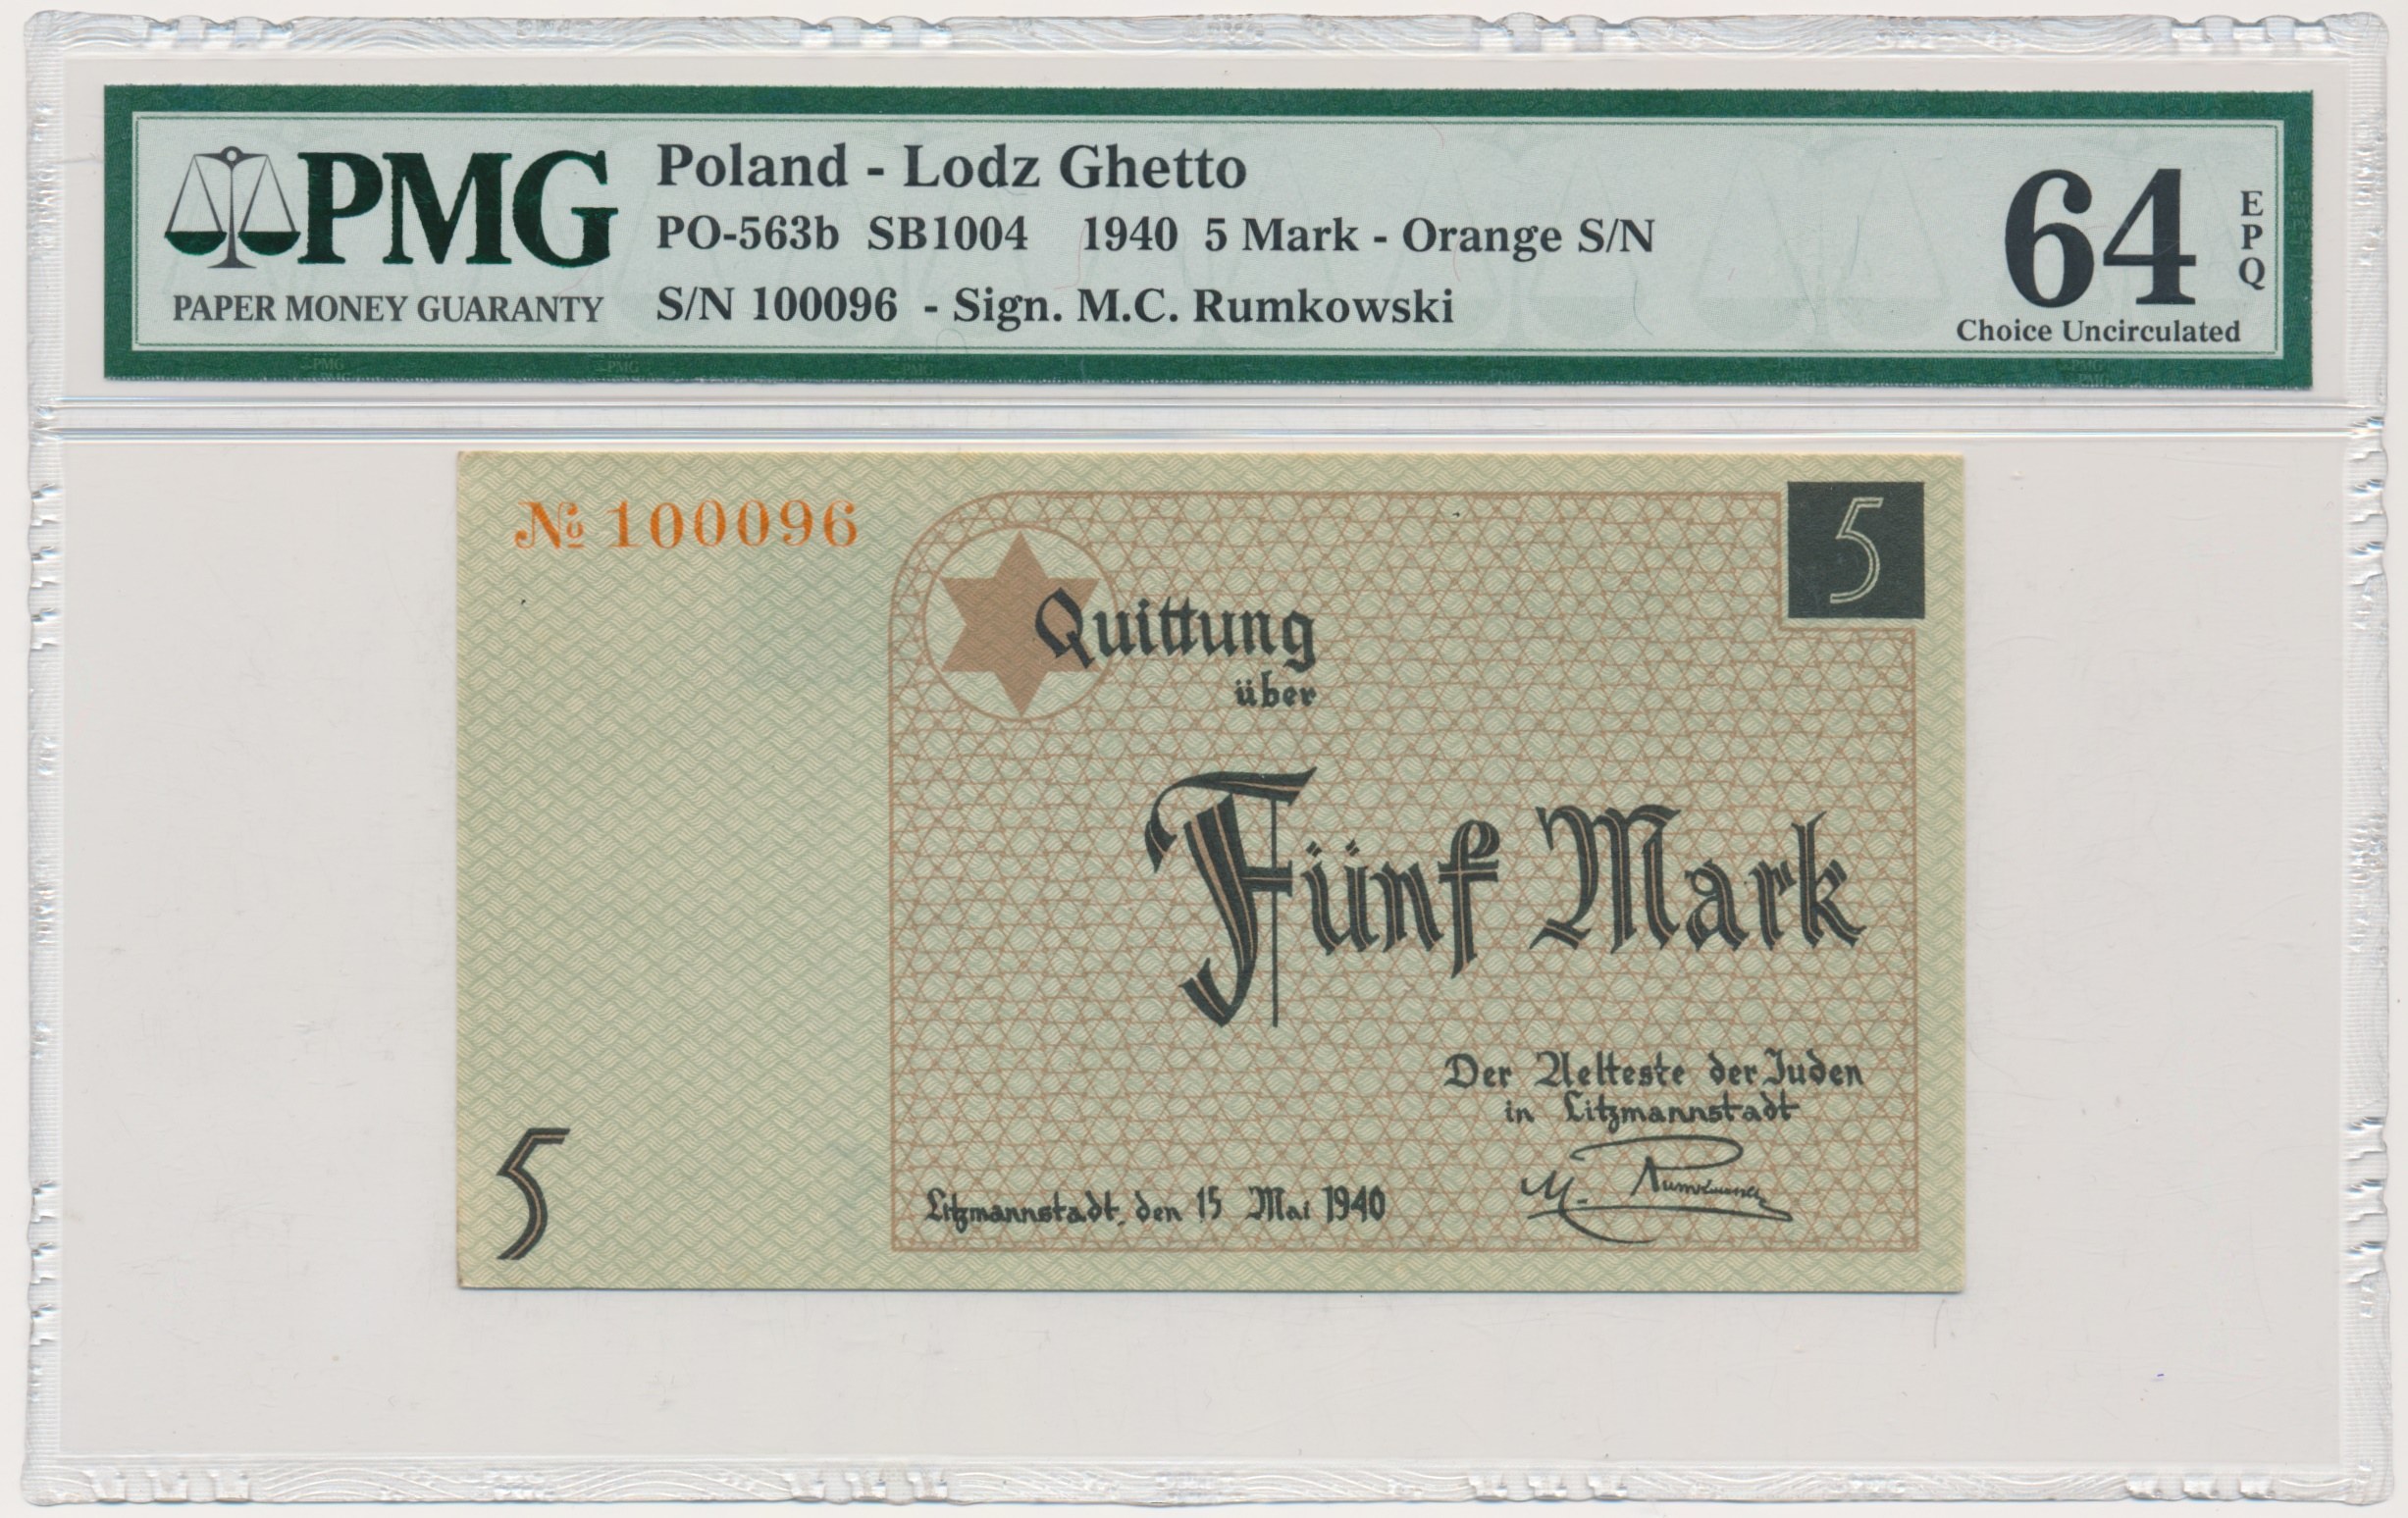 PMG
PAPER MONEY GUARANTY
Poland - Lodz Ghetto
PO-563b SB1004 1940 5 Mark - Orange S/N
S/N 100096 - Sign. M.C. Rumkowski
64
EPQ
Choice Uncirculated
№ 100096
5
Quittung
über
Fünf Mark
Der Aelteste der Juden
in Litzmannstadt
M. Rumkowski
Litzmannstadt, den 15 Mai 1940
5